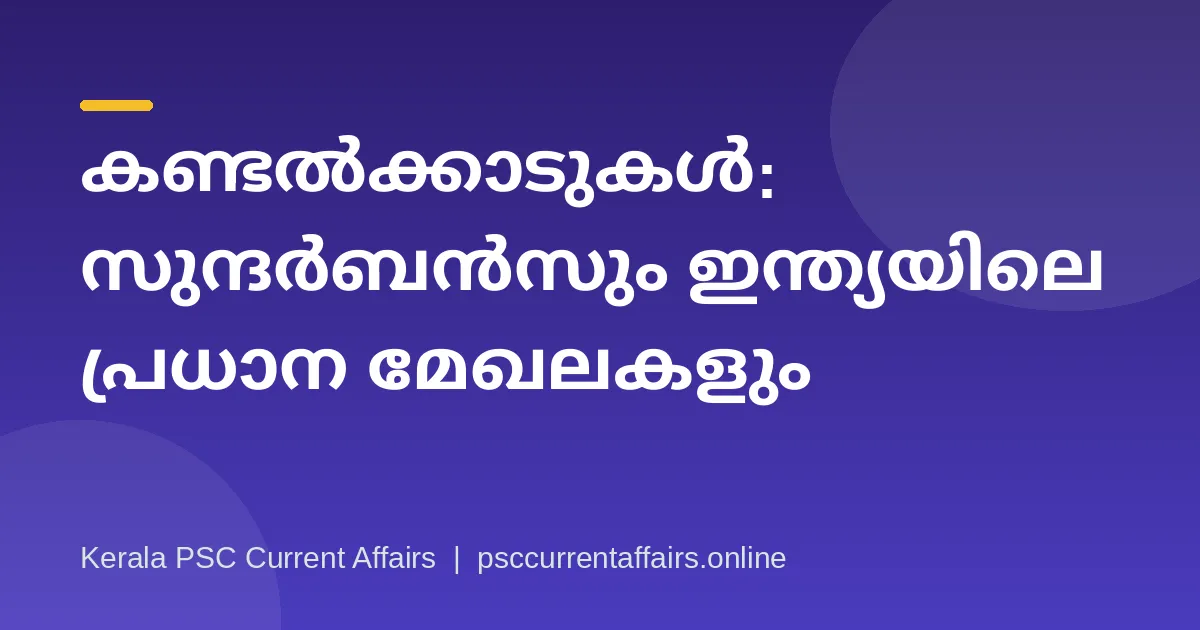 കണ്ടൽക്കാടുകൾ:
സുന്ദർബൻസും ഇന്ത്യയിലെ
പ്രധാന മേഖലകളും
Kerala PSC Current Affairs | psccurrentaffairs.online